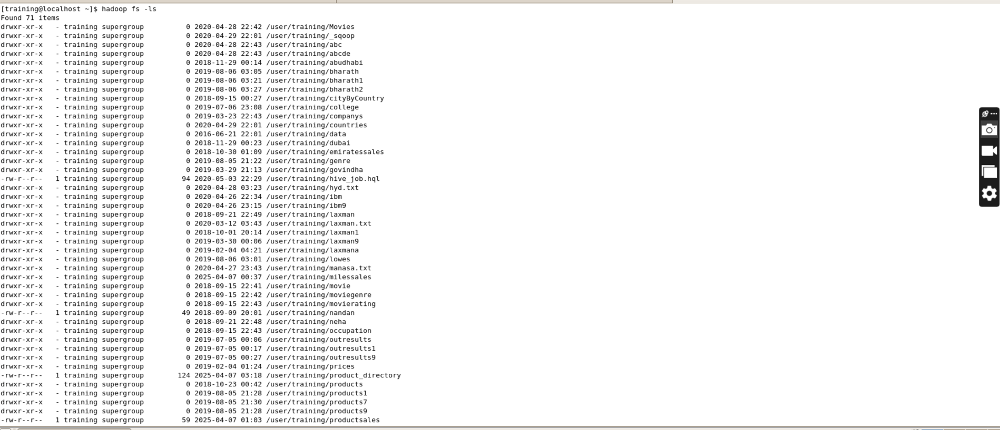 [training@localhost ~]$ hadoop fs -ls
Found 71 items
drwxr-xr-x   - training supergroup          0 2020-04-28 22:42 /user/training/Movies
drwxr-xr-x   - training supergroup          0 2020-04-29 22:01 /user/training/_sqoop
drwxr-xr-x   - training supergroup          0 2020-04-28 22:43 /user/training/abc
drwxr-xr-x   - training supergroup          0 2020-04-28 22:43 /user/training/abcde
drwxr-xr-x   - training supergroup          0 2018-11-29 00:14 /user/training/abudhabi
drwxr-xr-x   - training supergroup          0 2019-08-06 03:05 /user/training/bharath
drwxr-xr-x   - training supergroup          0 2019-08-06 03:21 /user/training/bharath1
drwxr-xr-x   - training supergroup          0 2019-08-06 03:27 /user/training/bharath2
drwxr-xr-x   - training supergroup          0 2018-09-15 00:27 /user/training/cityByCountry
drwxr-xr-x   - training supergroup          0 2019-07-06 23:08 /user/training/college
drwxr-xr-x   - training supergroup          0 2019-03-23 22:43 /user/training/companys
drwxr-xr-x   - training supergroup          0 2020-04-29 22:01 /user/training/countries
drwxr-xr-x   - training supergroup          0 2016-06-21 22:01 /user/training/data
drwxr-xr-x   - training supergroup          0 2018-11-29 00:23 /user/training/dubai
drwxr-xr-x   - training supergroup          0 2018-10-30 01:09 /user/training/emiratessales
drwxr-xr-x   - training supergroup          0 2019-08-05 21:22 /user/training/genre
drwxr-xr-x   - training supergroup          0 2019-03-29 21:13 /user/training/govindha
-rw-r--r--   1 training supergroup         94 2020-05-03 22:29 /user/training/hive_job.hql
drwxr-xr-x   - training supergroup          0 2020-04-28 03:23 /user/training/hyd.txt
drwxr-xr-x   - training supergroup          0 2020-04-26 22:34 /user/training/ibm
drwxr-xr-x   - training supergroup          0 2020-04-26 23:15 /user/training/ibm9
drwxr-xr-x   - training supergroup          0 2018-09-21 22:49 /user/training/laxman
drwxr-xr-x   - training supergroup          0 2020-03-12 03:43 /user/training/laxman.txt
drwxr-xr-x   - training supergroup          0 2018-10-01 20:14 /user/training/laxman1
drwxr-xr-x   - training supergroup          0 2019-03-30 00:06 /user/training/laxman9
drwxr-xr-x   - training supergroup          0 2019-02-04 04:21 /user/training/laxmana
drwxr-xr-x   - training supergroup          0 2019-08-06 03:01 /user/training/lowes
drwxr-xr-x   - training supergroup          0 2020-04-27 23:43 /user/training/manasa.txt
drwxr-xr-x   - training supergroup          0 2025-04-07 00:37 /user/training/milessales
drwxr-xr-x   - training supergroup          0 2018-09-15 22:41 /user/training/movie
drwxr-xr-x   - training supergroup          0 2018-09-15 22:42 /user/training/moviegenre
drwxr-xr-x   - training supergroup          0 2018-09-15 22:43 /user/training/movierating
-rw-r--r--   1 training supergroup         49 2018-09-09 20:01 /user/training/nandan
drwxr-xr-x   - training supergroup          0 2018-09-21 22:48 /user/training/neha
drwxr-xr-x   - training supergroup          0 2018-09-15 22:43 /user/training/occupation
drwxr-xr-x   - training supergroup          0 2019-07-05 00:06 /user/training/outresults
drwxr-xr-x   - training supergroup          0 2019-07-05 00:17 /user/training/outresults1
drwxr-xr-x   - training supergroup          0 2019-07-05 00:27 /user/training/outresults9
drwxr-xr-x   - training supergroup          0 2019-02-04 01:24 /user/training/prices
-rw-r--r--   1 training supergroup        124 2025-04-07 03:18 /user/training/product_directory
drwxr-xr-x   - training supergroup          0 2018-10-23 00:42 /user/training/products
drwxr-xr-x   - training supergroup          0 2019-08-05 21:28 /user/training/products1
drwxr-xr-x   - training supergroup          0 2019-08-05 21:30 /user/training/products7
drwxr-xr-x   - training supergroup          0 2019-08-05 21:28 /user/training/products9
-rw-r--r--   1 training supergroup         59 2025-04-07 01:03 /user/training/productsales